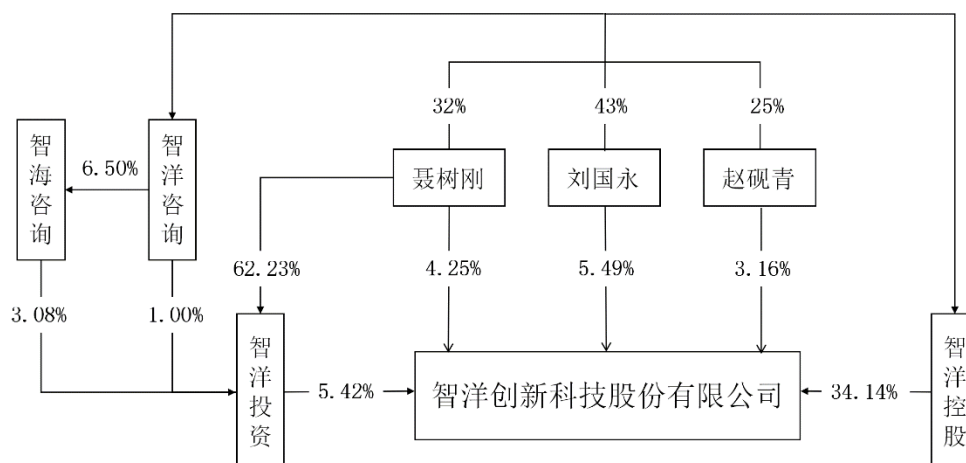 32%
43%
25%
智海咨询
6.50%
智洋咨询
聂树刚
刘国永
赵砚青
62.23%
4.25%
5.49%
3.16%
3.08%
1.00%
智洋投资
5.42%
智洋创新科技股份有限公司
34.14%
智洋控股